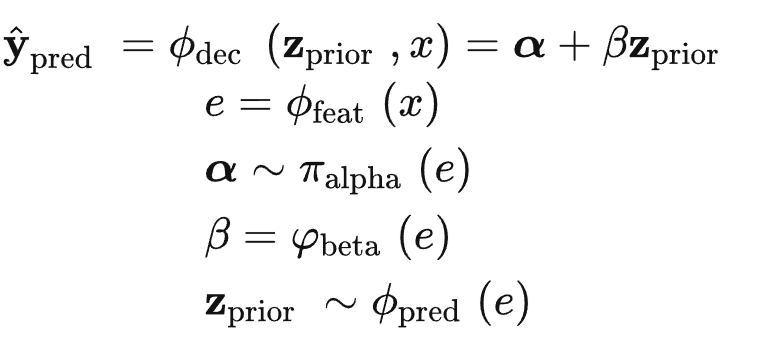 ŷ_pred = ϕ_dec (z_prior , x) = α + βz_prior
e = ϕ_feat (x)
α ∼ π_alpha (e)
β = φ_beta (e)
z_prior ∼ ϕ_pred (e)